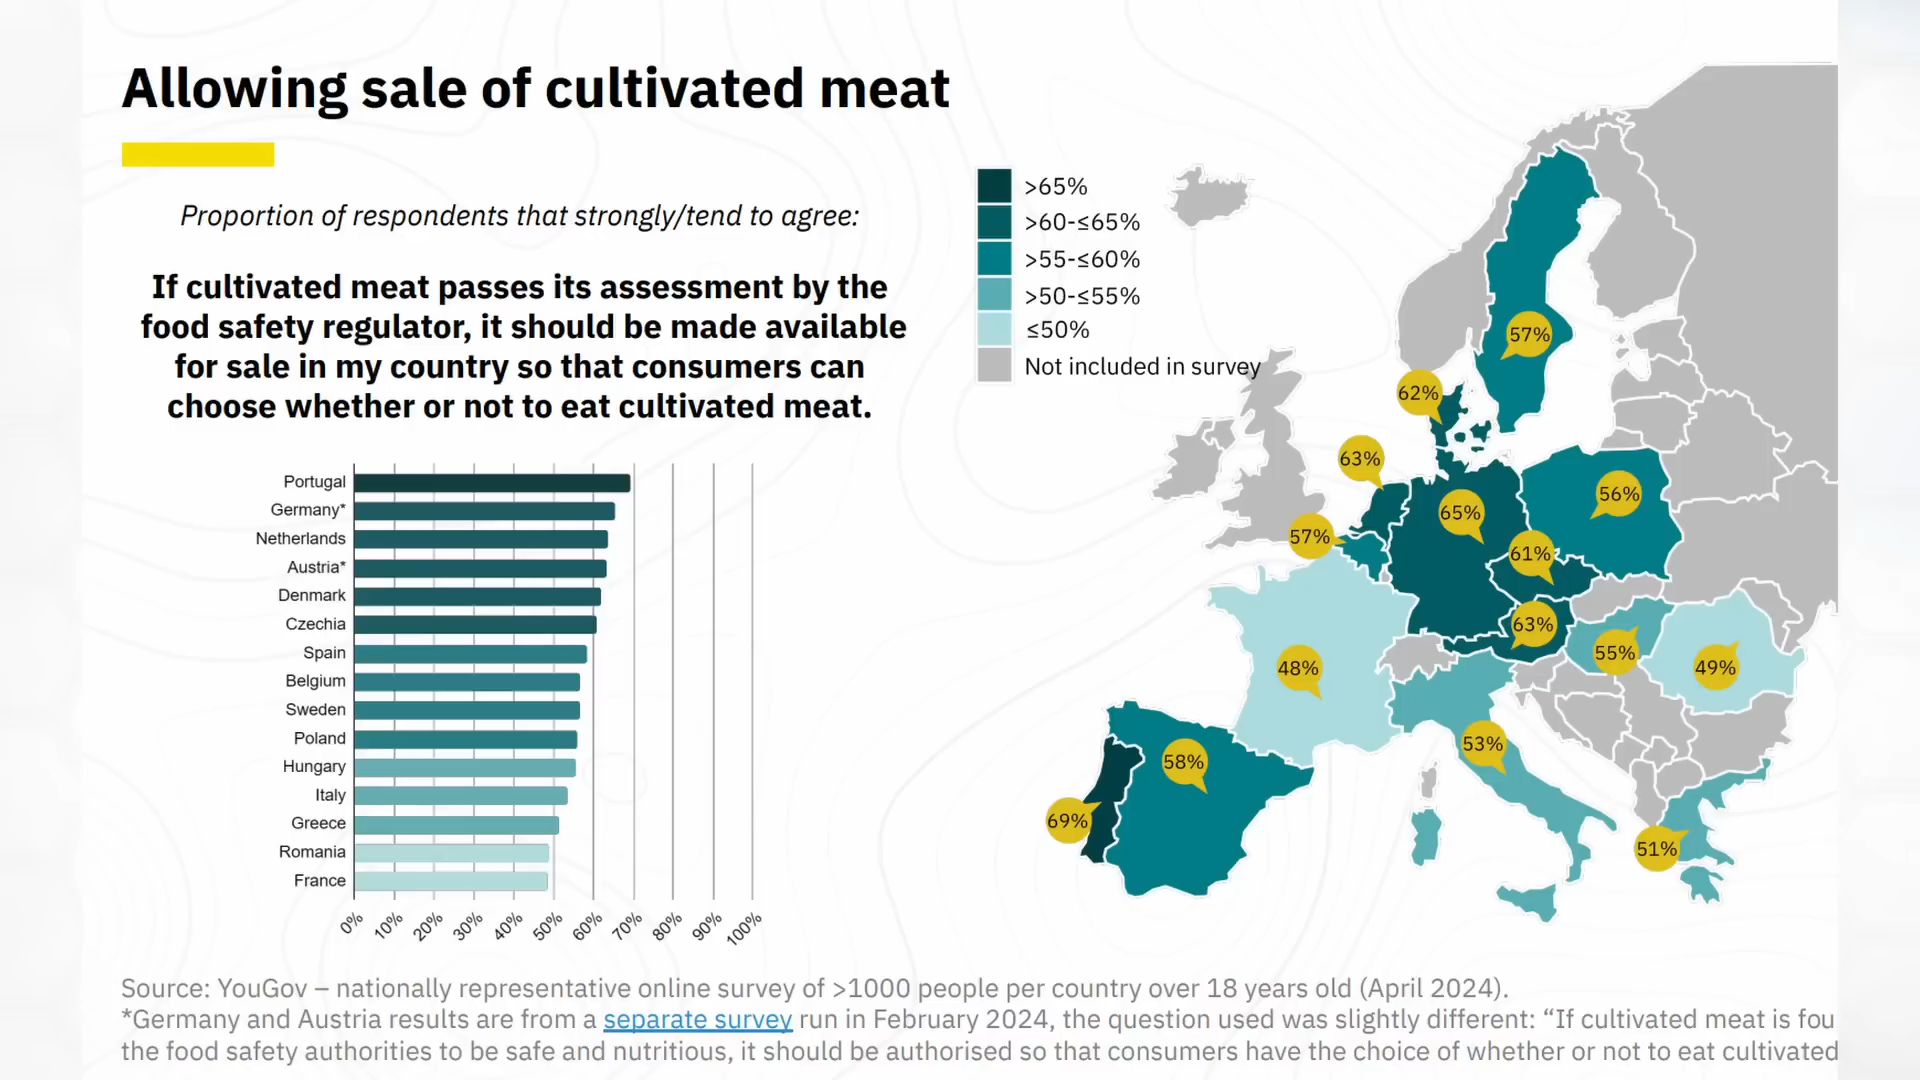 Allowing sale of cultivated meat
Proportion of respondents that strongly/tend to agree:
If cultivated meat passes its assessment by the
food safety regulator, it should be made available
for sale in my country so that consumers can
choose whether or not to eat cultivated meat.
Portugal
Germany*
Netherlands
Austria*
Denmark
Czechia
Spain
Belgium
Sweden
Poland
Hungary
Italy
Greece
Romania
France
0% 10% 20% 30% 40% 50% 60% 70% 80% 90% 100%
>65%
>60-≤65%
>55-≤60%
>50-≤55%
≤50%
Not included in survey
57%
62%
63%
65%
56%
57%
61%
63%
55%
48%
49%
53%
58%
69%
51%
Source: YouGov – nationally representative online survey of >1000 people per country over 18 years old (April 2024).
*Germany and Austria results are from a separate survey run in February 2024, the question used was slightly different: “If cultivated meat is fou
the food safety authorities to be safe and nutritious, it should be authorised so that consumers have the choice of whether or not to eat cultivated